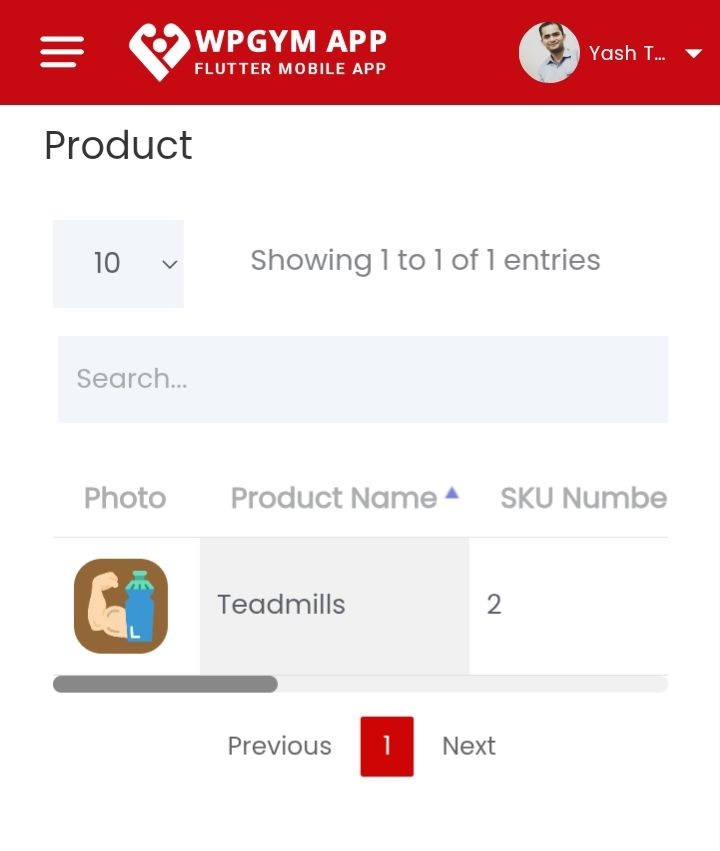 WPGYM APP
FLUTTER MOBILE APP
Yash T...
Product
10
Showing 1 to 1 of 1 entries
Search...
Photo Product Name SKU Numbe
L
Teadmills 2
Previous 1 Next